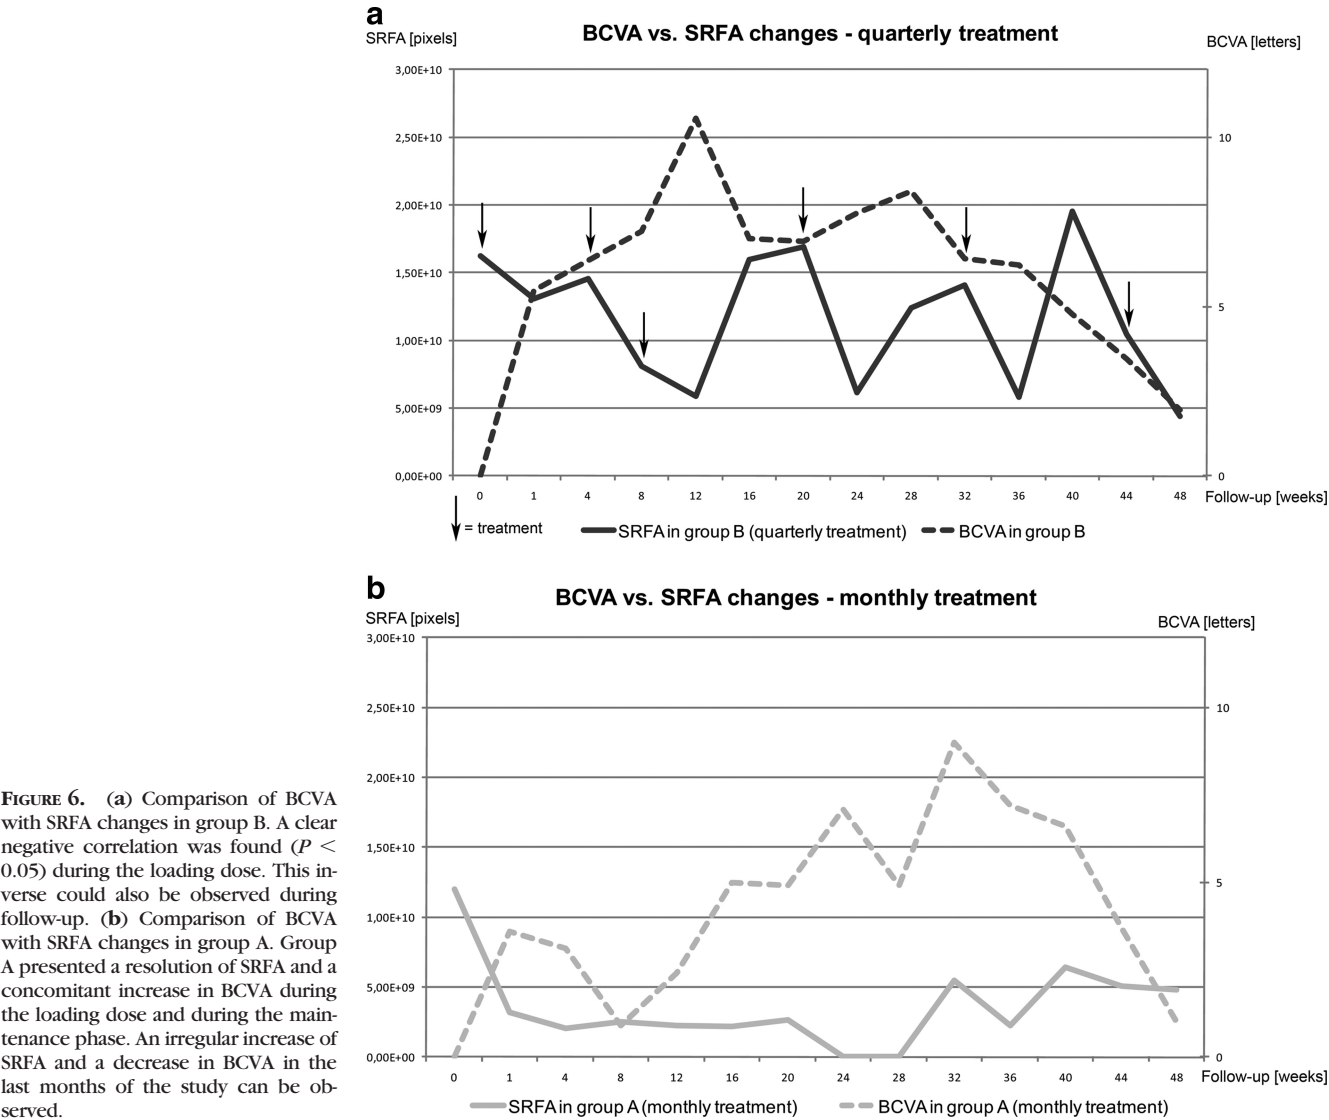 a
BCVA vs. SRFA changes - quarterly treatment
SRFA [pixels]
BCVA [letters]
3,00E+10
2,50E+10
10
2,00E+10
1,50E+10
5
1,00E+10
5,00E+09
0,00E+00
0
0 1 4 8 12 16 20 24 28 32 36 40 44 48
Follow-up [weeks]
= treatment
SRFA in group B (quarterly treatment)
BCVA in group B
b
BCVA vs. SRFA changes - monthly treatment
SRFA [pixels]
BCVA [letters]
3,00E+10
2,50E+10
10
2,00E+10
1,50E+10
5
1,00E+10
5,00E+09
0,00E+00
0
0 1 4 8 12 16 20 24 28 32 36 40 44 48
Follow-up [weeks]
SRFA in group A (monthly treatment)
BCVA in group A (monthly treatment)
FIGURE 6. (a) Comparison of BCVA
with SRFA changes in group B. A clear
negative correlation was found (P <
0.05) during the loading dose. This in-
verse could also be observed during
follow-up. (b) Comparison of BCVA
with SRFA changes in group A. Group
A presented a resolution of SRFA and a
concomitant increase in BCVA during
the loading dose and during the main-
tenance phase. An irregular increase of
SRFA and a decrease in BCVA in the
last months of the study can be ob-
served.